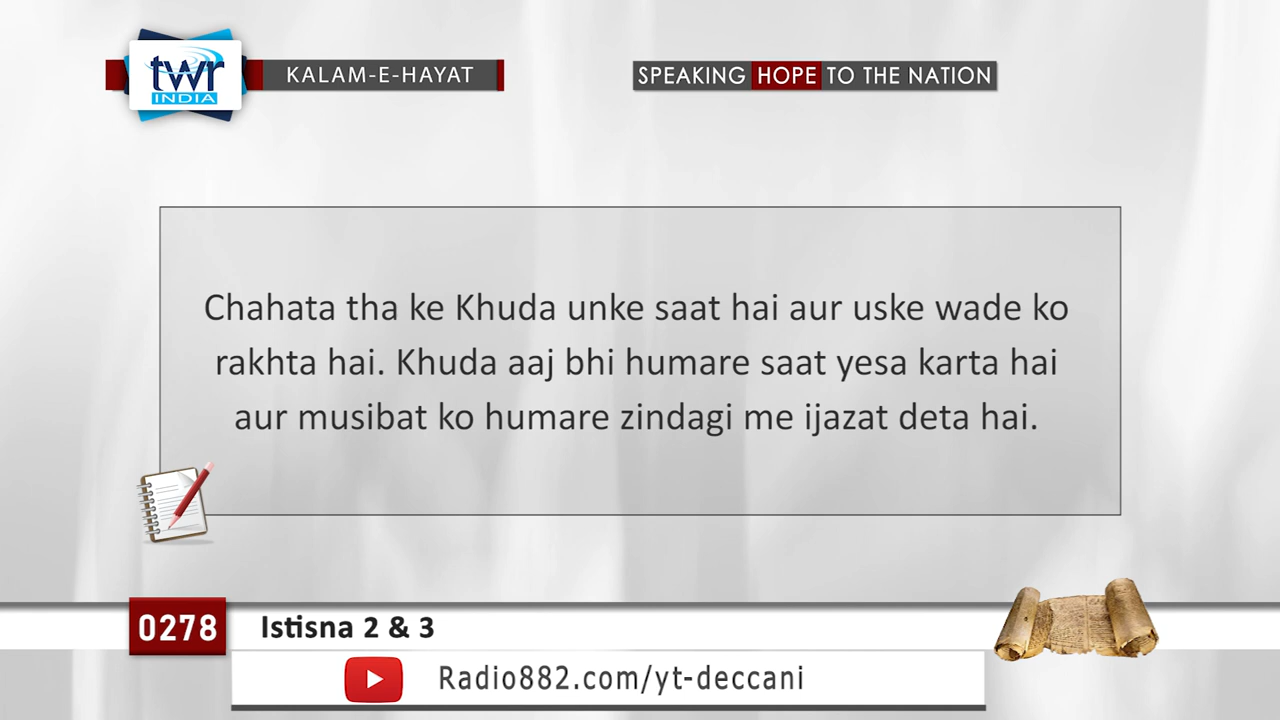 twr
INDIA
KALAM-E-HAYAT
SPEAKING HOPE TO THE NATION
Chahata tha ke Khuda unke saat hai aur uske wade ko
rakhta hai. Khuda aaj bhi humare saat yesa karta hai
aur musibat ko humare zindagi me ijazat deta hai.
0278
Istisna 2 & 3
Radio882.com/yt-deccani